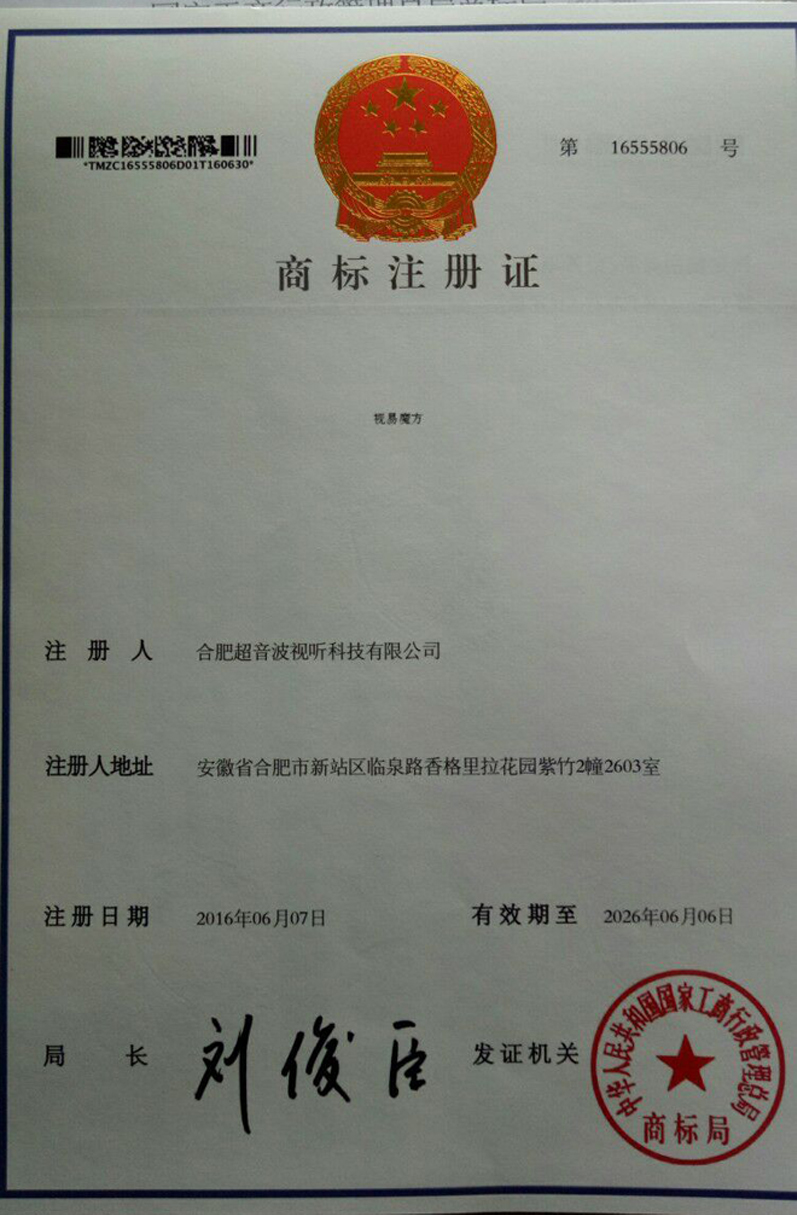 第 16555806 号
*TMZC16555806D01T160630*
商标注册证
视易魔方
注册人 合肥超音波视听科技有限公司
注册人地址 安徽省合肥市新站区临泉路香格里拉花园紫竹2幢2603室
注册日期 2016年06月07日 有效期至 2026年06月06日
局长 刘俊臣 发证机关
中华人民共和国国家工商行政管理总局
商标局